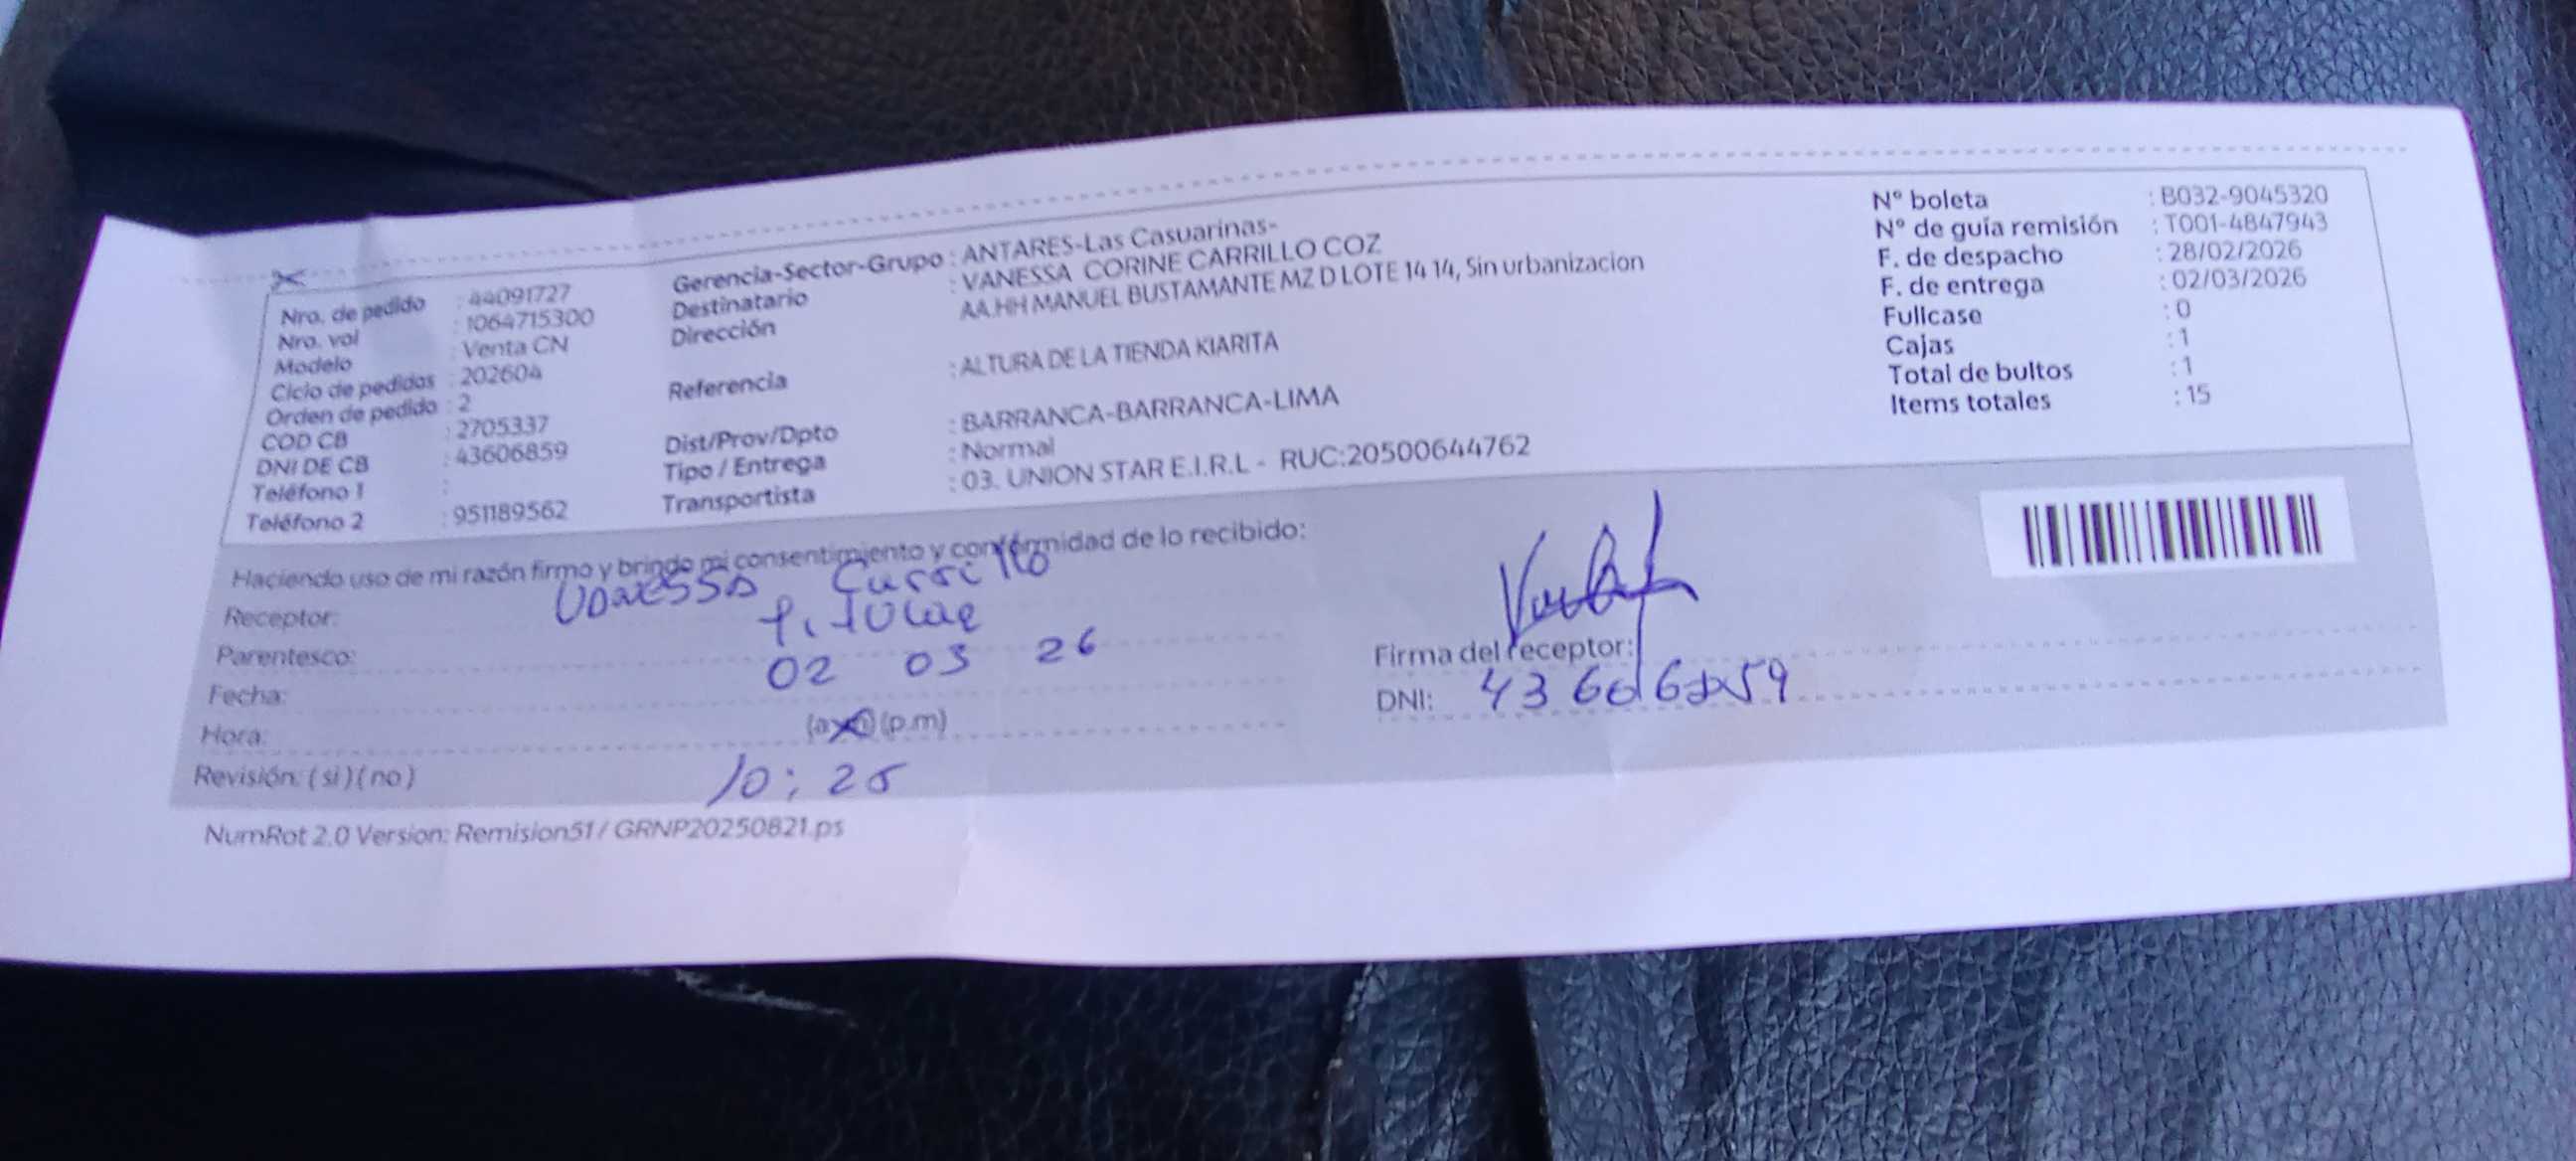 Nro. de pedido : 44091727
Nro. vol : 1064715300
Modelo : Venta CN
Ciclo de pedidos : 202604
Orden de pedido : 2
COD CB : 2705337
DNI DE CB : 43606859
Teléfono 1 :
Teléfono 2 : 951189562
Gerencia-Sector-Grupo : ANTARES-Las Casuarinas-
Destinatario : VANESSA CORINE CARRILLO COZ
Dirección AA.HH MANUEL BUSTAMANTE MZ D LOTE 14 14, Sin urbanizacion
Referencia : ALTURA DE LA TIENDA KIARITA
Dist/Prov/Dpto : BARRANCA-BARRANCA-LIMA
Tipo / Entrega : Normal
Transportista : 03. UNION STAR E.I.R.L - RUC:20500644762
N° boleta : B032-9045320
N° de guía remisión : T001-4847943
F. de despacho : 28/02/2026
F. de entrega : 02/03/2026
Fullcase : 0
Cajas : 1
Total de bultos : 1
Items totales : 15
Haciendo uso de mi razón firmo y brindo mi consentimiento y conformidad de lo recibido:
Receptor: Vanessa Carrillo
Parentesco: Titular
Fecha: 02 03 26
Hora: (a.m) (p.m)
Revisión: ( si ) ( no ) 10:25
Firma del receptor:
DNI: 43606859
NumRot 2.0 Version: Remision51 / GRNP20250821.ps